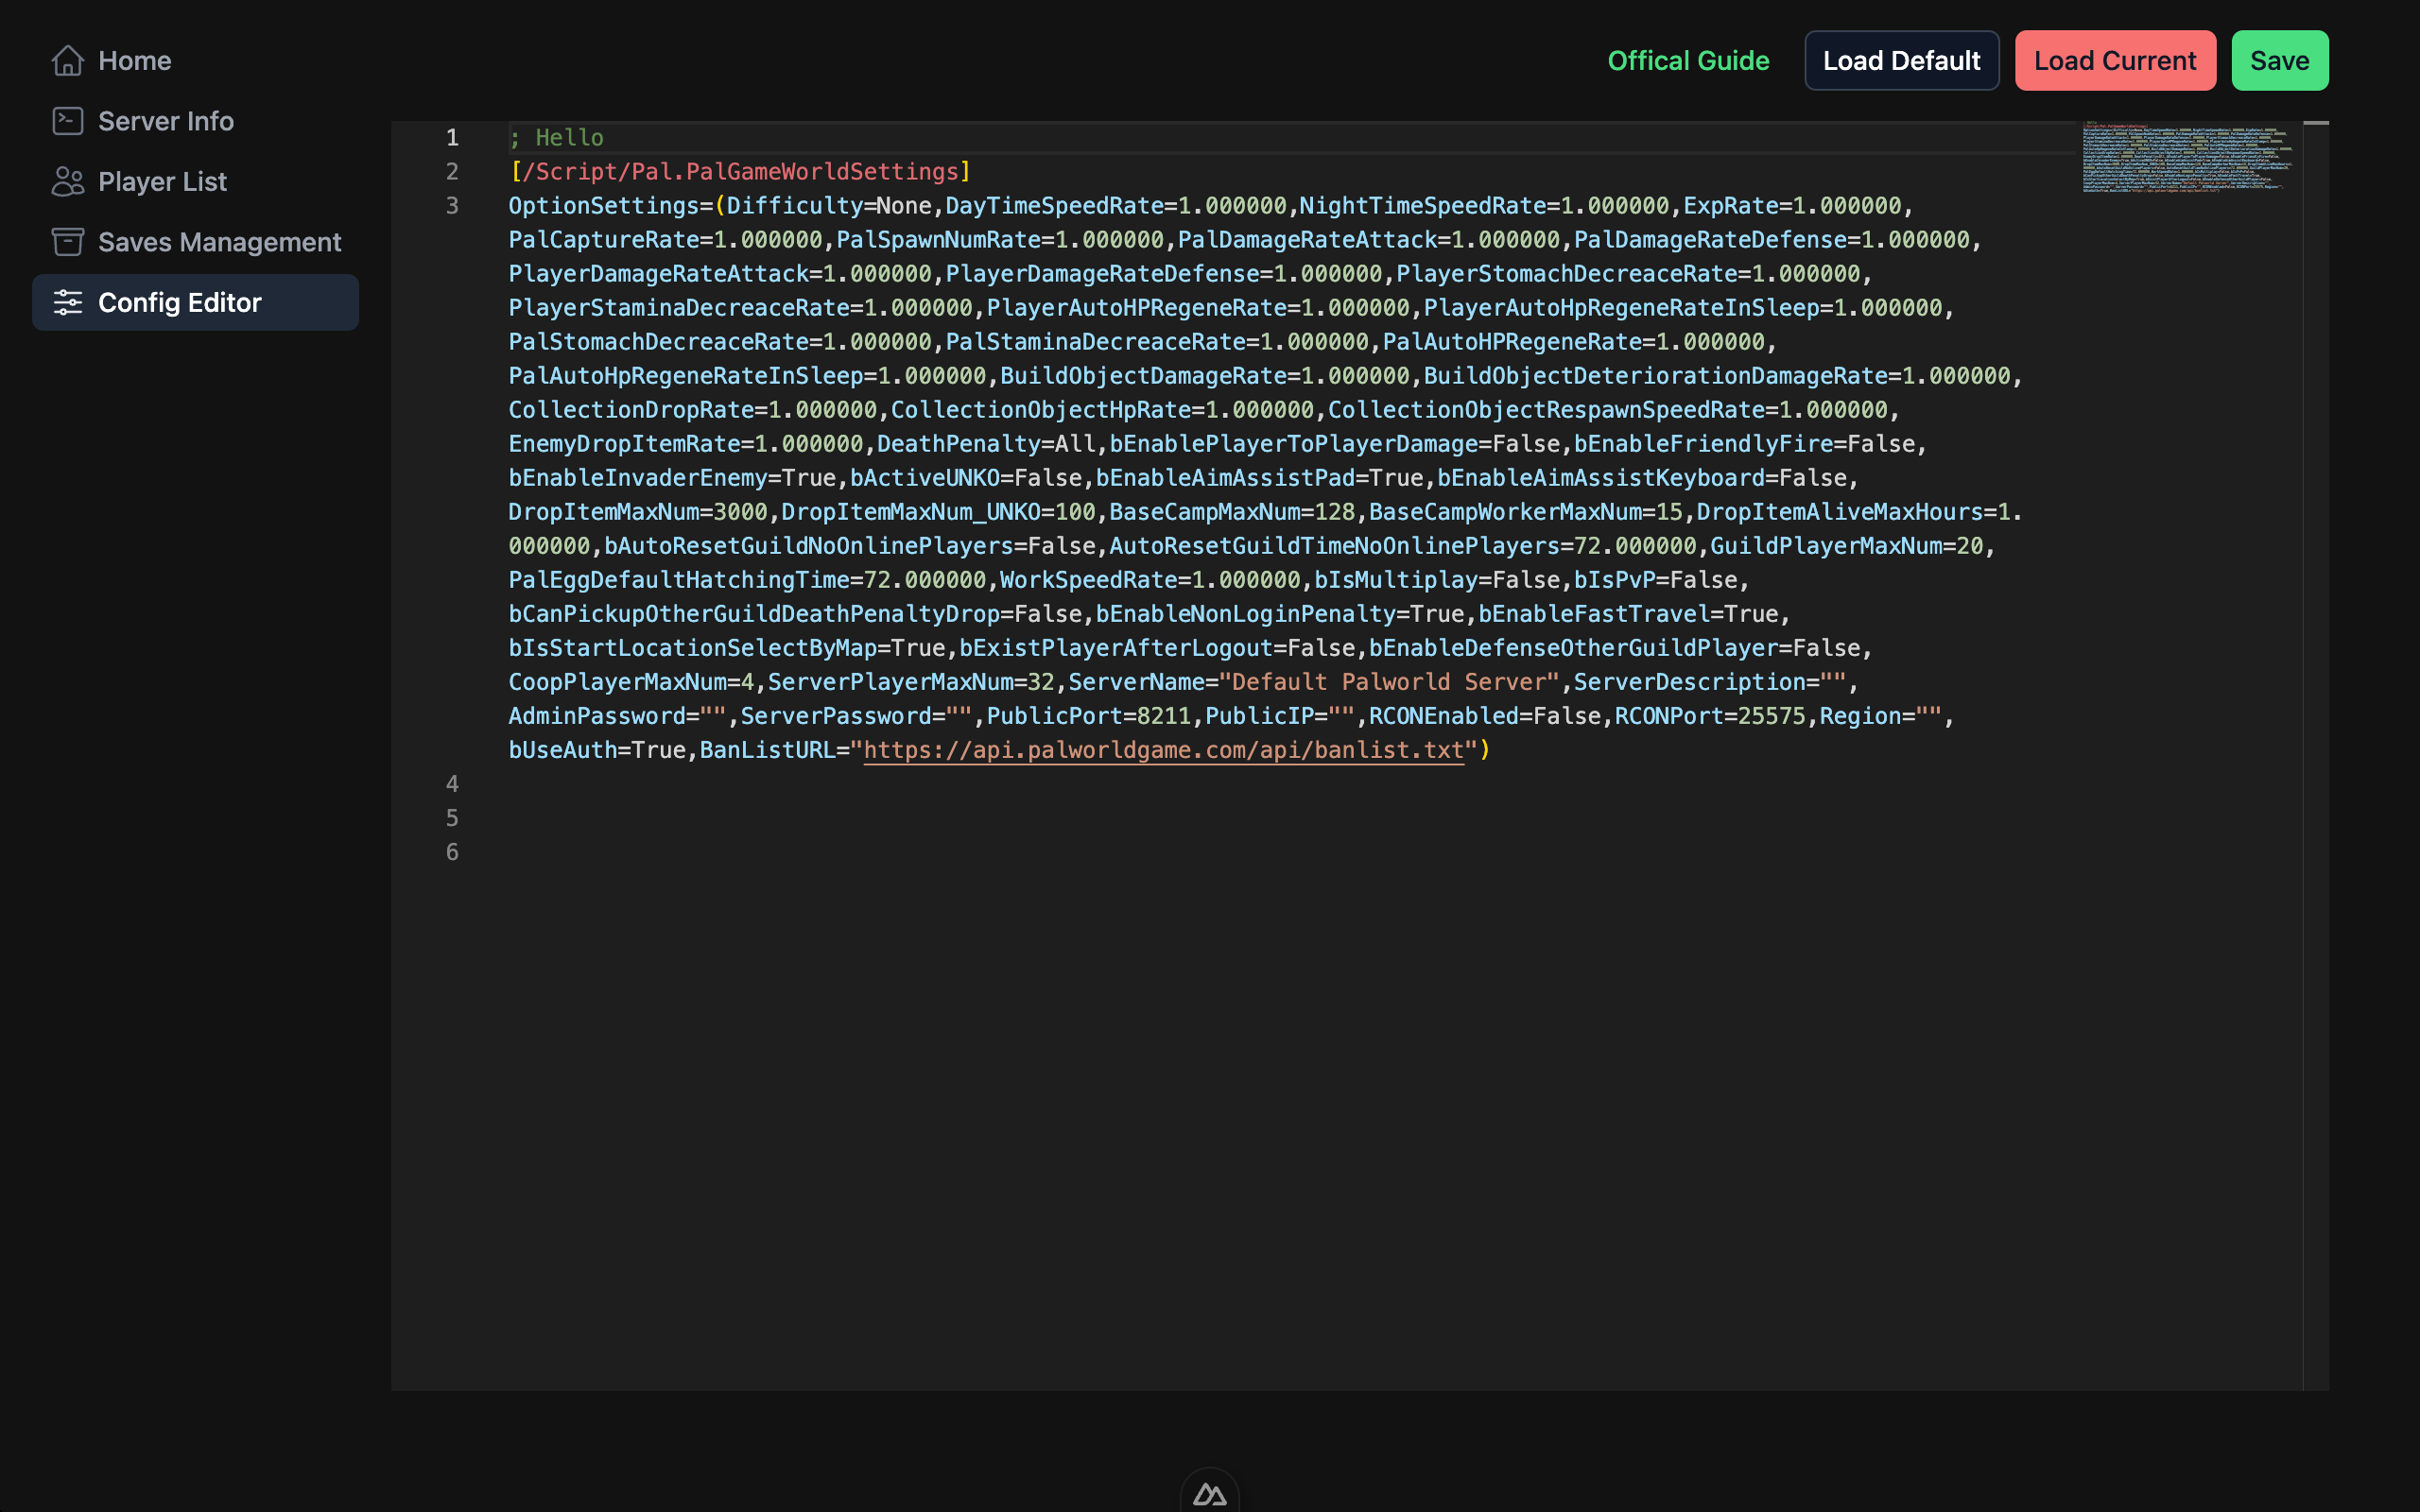 Home
Server Info
Player List
Saves Management
Config Editor
Offical Guide
Load Default
Load Current
Save
1 ; Hello
2 [/Script/Pal.PalGameWorldSettings]
3 OptionSettings=(Difficulty=None,DayTimeSpeedRate=1.000000,NightTimeSpeedRate=1.000000,ExpRate=1.000000,
PalCaptureRate=1.000000,PalSpawnNumRate=1.000000,PalDamageRateAttack=1.000000,PalDamageRateDefense=1.000000,
PlayerDamageRateAttack=1.000000,PlayerDamageRateDefense=1.000000,PlayerStomachDecreaceRate=1.000000,
PlayerStaminaDecreaceRate=1.000000,PlayerAutoHPRegeneRate=1.000000,PlayerAutoHpRegeneRateInSleep=1.000000,
PalStomachDecreaceRate=1.000000,PalStaminaDecreaceRate=1.000000,PalAutoHPRegeneRate=1.000000,
PalAutoHpRegeneRateInSleep=1.000000,BuildObjectDamageRate=1.000000,BuildObjectDeteriorationDamageRate=1.000000,
CollectionDropRate=1.000000,CollectionObjectHpRate=1.000000,CollectionObjectRespawnSpeedRate=1.000000,
EnemyDropItemRate=1.000000,DeathPenalty=All,bEnablePlayerToPlayerDamage=False,bEnableFriendlyFire=False,
bEnableInvaderEnemy=True,bActiveUNKO=False,bEnableAimAssistPad=True,bEnableAimAssistKeyboard=False,
DropItemMaxNum=3000,DropItemMaxNum_UNKO=100,BaseCampMaxNum=128,BaseCampWorkerMaxNum=15,DropItemAliveMaxHours=1.
000000,bAutoResetGuildNoOnlinePlayers=False,AutoResetGuildTimeNoOnlinePlayers=72.000000,GuildPlayerMaxNum=20,
PalEggDefaultHatchingTime=72.000000,WorkSpeedRate=1.000000,bIsMultiplay=False,bIsPvP=False,
bCanPickupOtherGuildDeathPenaltyDrop=False,bEnableNonLoginPenalty=True,bEnableFastTravel=True,
bIsStartLocationSelectByMap=True,bExistPlayerAfterLogout=False,bEnableDefenseOtherGuildPlayer=False,
CoopPlayerMaxNum=4,ServerPlayerMaxNum=32,ServerName="Default Palworld Server",ServerDescription="",
AdminPassword="",ServerPassword="",PublicPort=8211,PublicIP="",RCONEnabled=False,RCONPort=25575,Region="",
bUseAuth=True,BanListURL="https://api.palworldgame.com/api/banlist.txt")
4
5
6